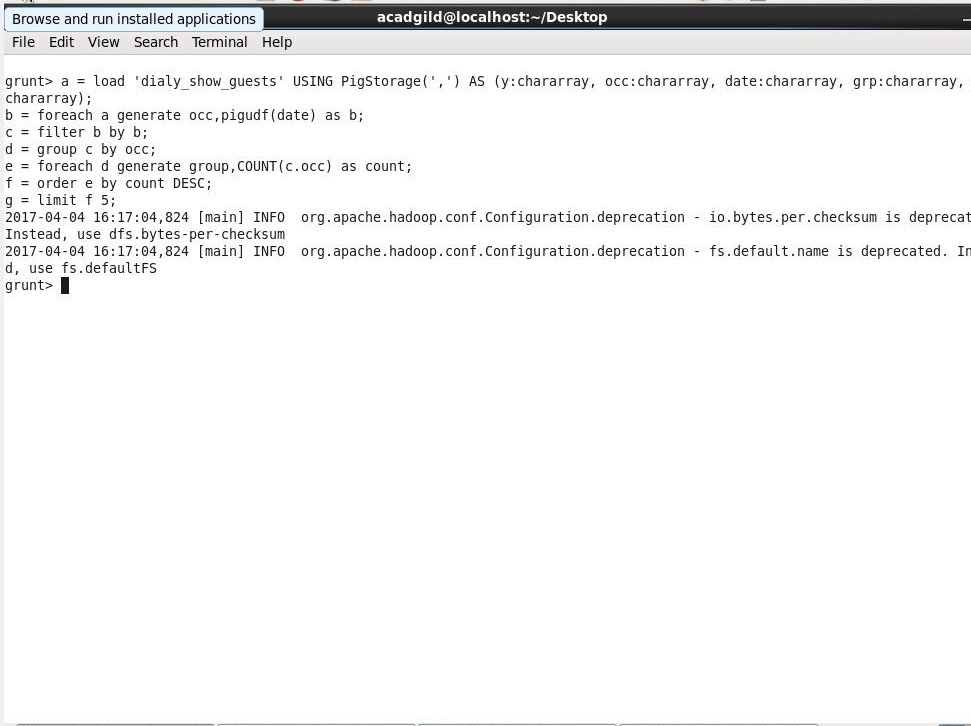 Browse and run installed applications
acadgild@localhost:~/Desktop
File Edit View Search Terminal Help
grunt> a = load 'dialy_show_guests' USING PigStorage(',') AS (y:chararray, occ:chararray, date:chararray, grp:chararray,
chararray);
b = foreach a generate occ,pigudf(date) as b;
c = filter b by b;
d = group c by occ;
e = foreach d generate group,COUNT(c.occ) as count;
f = order e by count DESC;
g = limit f 5;
2017-04-04 16:17:04,824 [main] INFO  org.apache.hadoop.conf.Configuration.deprecation - io.bytes.per.checksum is deprecat
Instead, use dfs.bytes-per-checksum
2017-04-04 16:17:04,824 [main] INFO  org.apache.hadoop.conf.Configuration.deprecation - fs.default.name is deprecated. In
d, use fs.defaultFS
grunt>